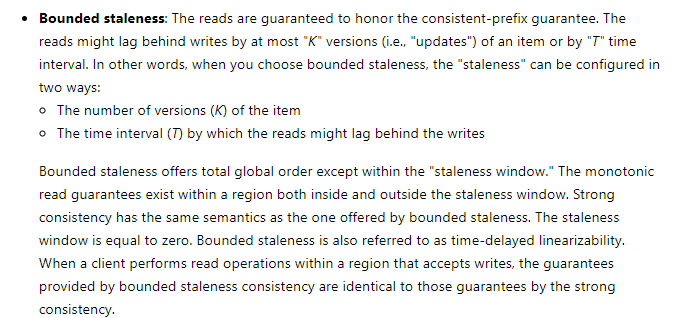 • Bounded staleness: The reads are guaranteed to honor the consistent-prefix guarantee. The
reads might lag behind writes by at most "K" versions (i.e., "updates") of an item or by "T" time
interval. In other words, when you choose bounded staleness, the "staleness" can be configured in
two ways:
○ The number of versions (K) of the item
○ The time interval (T) by which the reads might lag behind the writes
Bounded staleness offers total global order except within the "staleness window." The monotonic
read guarantees exist within a region both inside and outside the staleness window. Strong
consistency has the same semantics as the one offered by bounded staleness. The staleness
window is equal to zero. Bounded staleness is also referred to as time-delayed linearizability.
When a client performs read operations within a region that accepts writes, the guarantees
provided by bounded staleness consistency are identical to those guarantees by the strong
consistency.